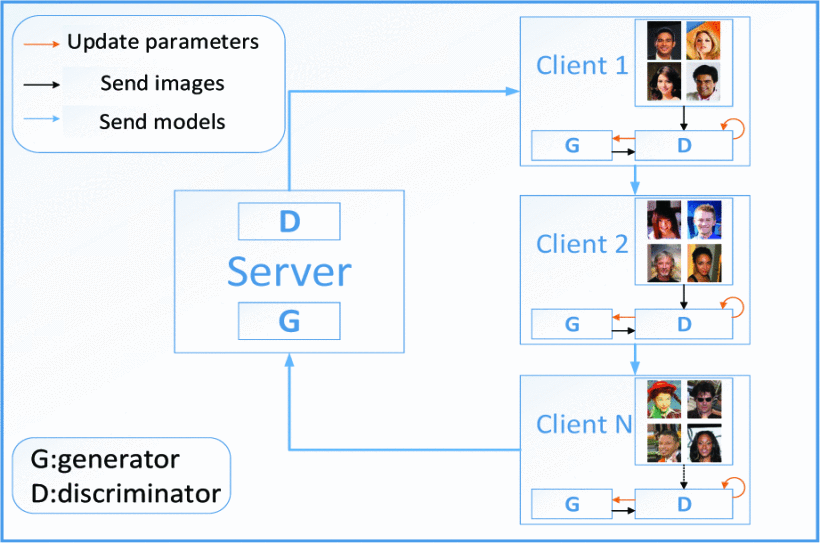 Update parameters
Send images
Send models
Client 1
G
D
D
Server
G
Client 2
G
D
Client N
G
D
G:generator
D:discriminator